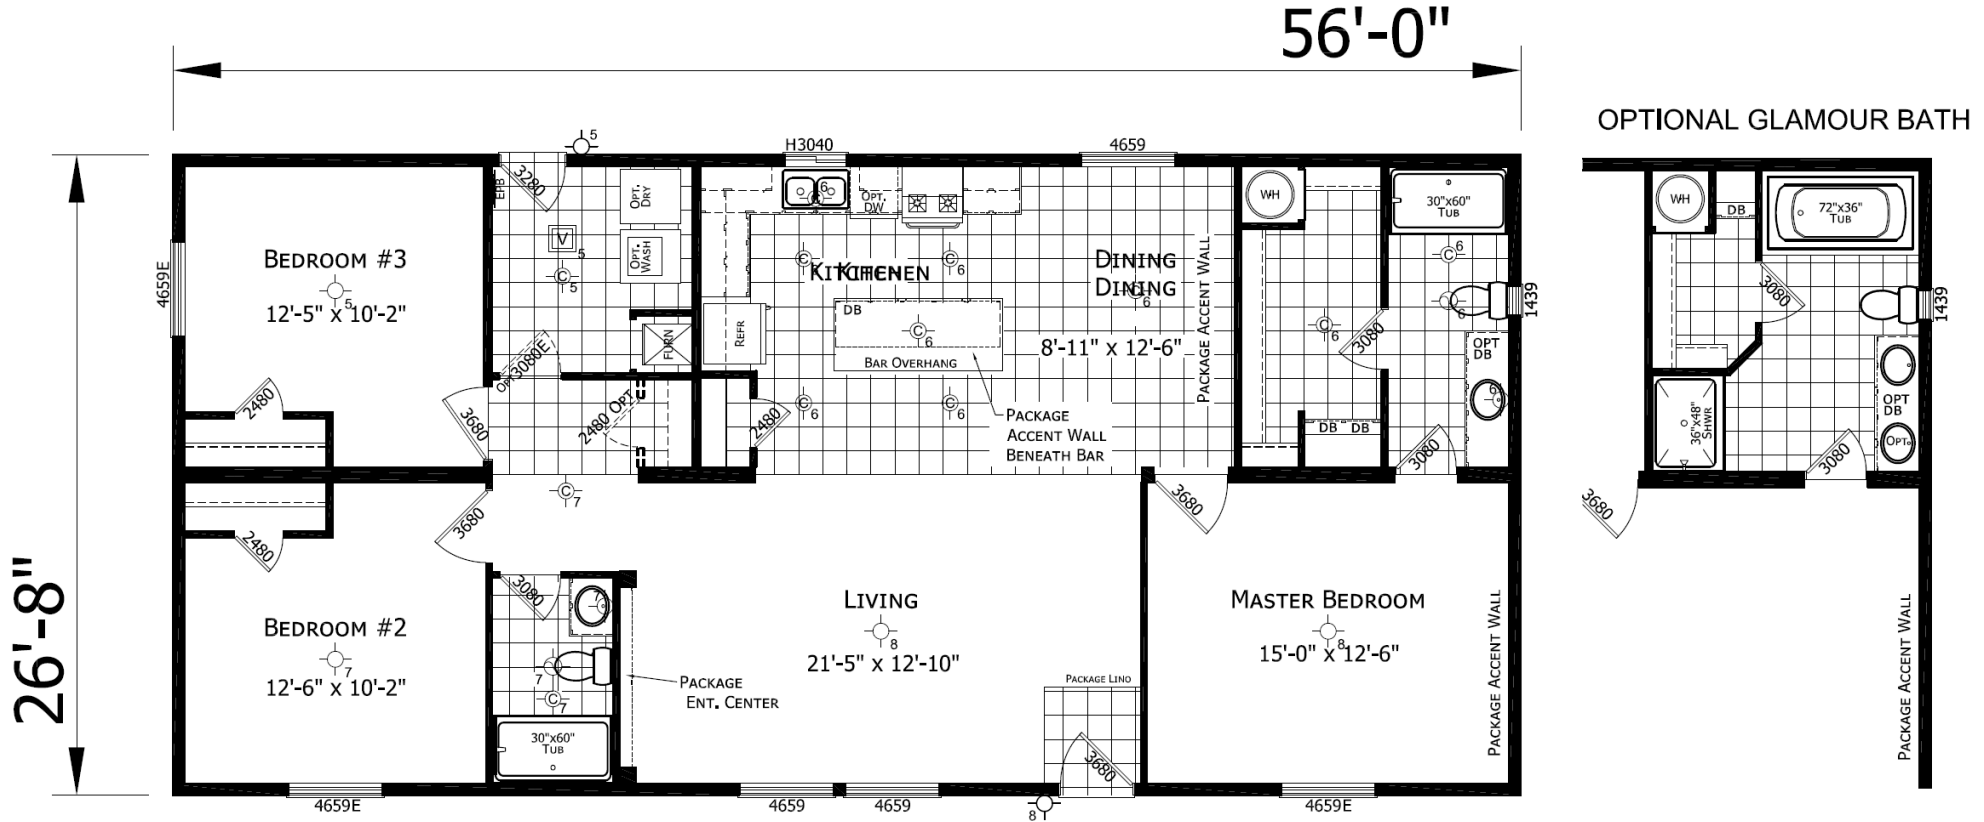 56'-0"
OPTIONAL GLAMOUR BATH
26'-8"
5
H3040
4659
3280
EPB
OPT.
DRY
V
5
OPT.
WASH
C
5
6
C
OPT.
DW
WH
30"x60"
TUB
4659E
BEDROOM #3
5
12'-5" x 10'-2"
C
KITCHEN
KITCHEN
C
6
DINING
DINING
6
PACKAGE ACCENT WALL
C
6
C
6
6
1439
REFR
DB
C
6
BAR OVERHANG
8'-11" x 12'-6"
3080
OPT
DB
6
FURN
OPT 3080E
2480
3680
2480 OPT
2480
C
6
C
6
PACKAGE
ACCENT WALL
BENEATH BAR
DB DB
3080
C
7
2480
3680
3680
BEDROOM #2
7
12'-6" x 10'-2"
3080
7
7
C
7
30"x60"
TUB
PACKAGE
ENT. CENTER
LIVING
8
21'-5" x 12'-10"
PACKAGE LINO
3680
MASTER BEDROOM
8
15'-0" x 12'-6"
PACKAGE ACCENT WALL
4659E
4659
4659
8
4659E
WH
DB
72"x36"
TUB
3080
1439
36"x48"
SHWR
OPT
DB
OPT.
3080
3680
PACKAGE ACCENT WALL